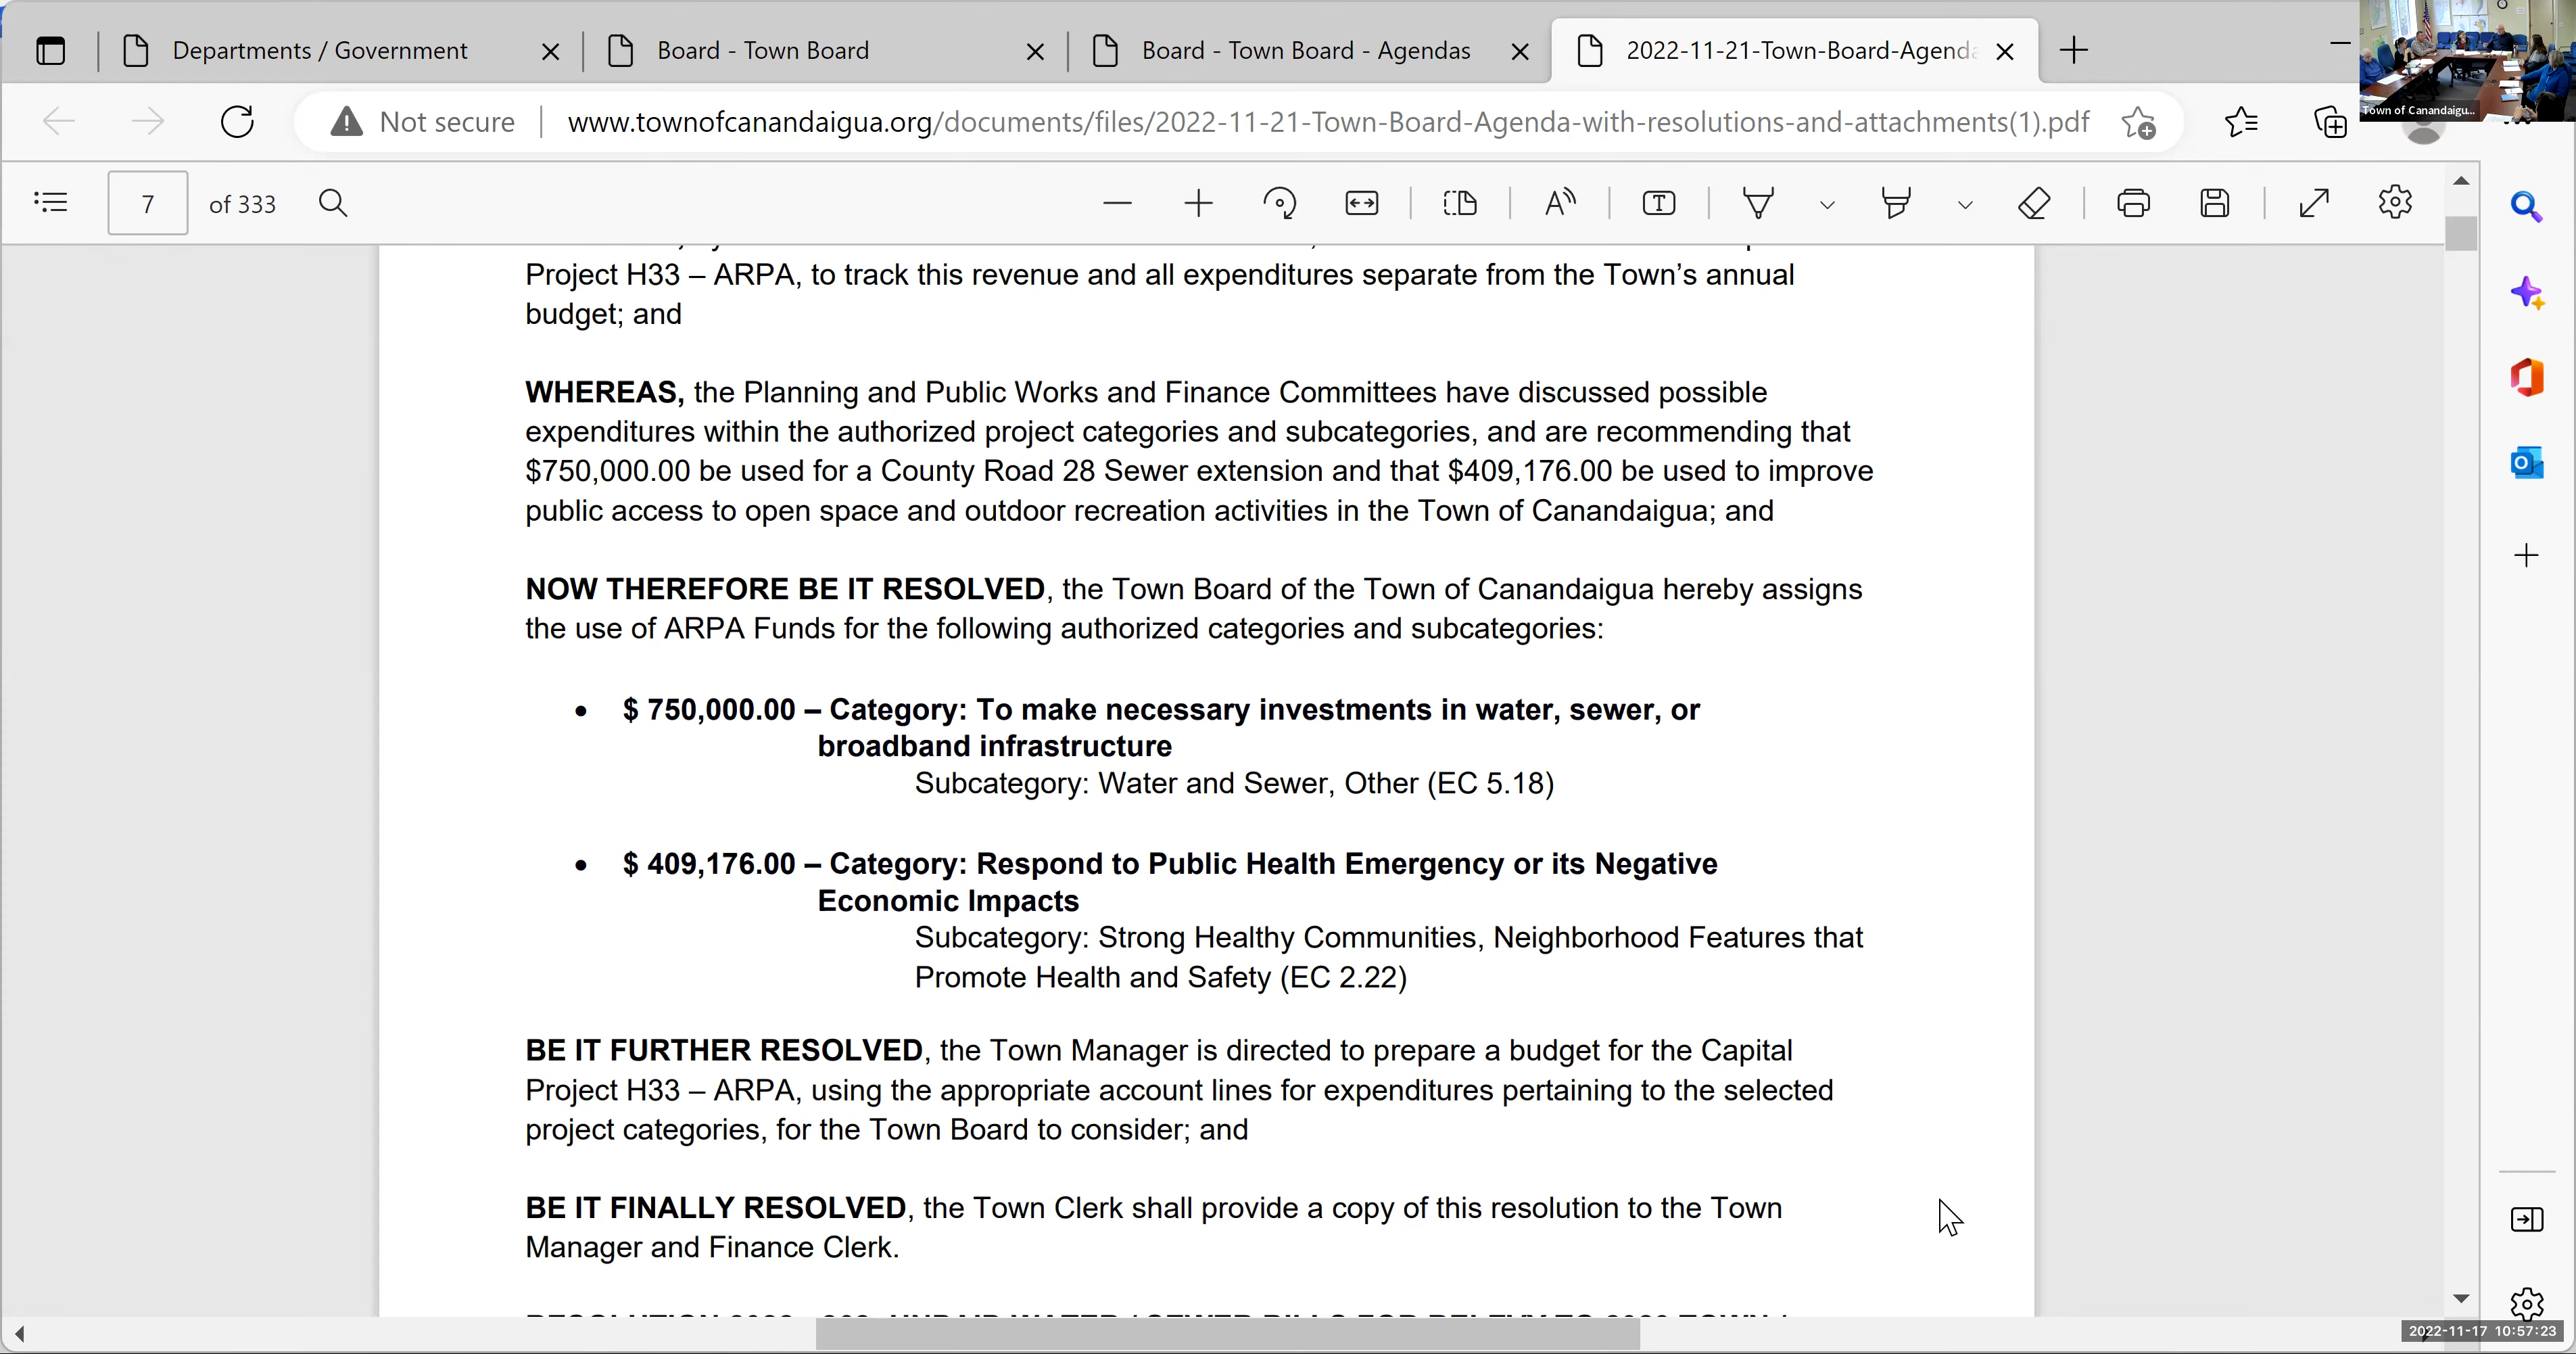 Departments / Government
Board - Town Board
Board - Town Board - Agendas
2022-11-21-Town-Board-Agenda
Town of Canandaigu...
Not secure
www.townofcanandaigua.org/documents/files/2022-11-21-Town-Board-Agenda-with-resolutions-and-attachments(1).pdf
7 of 333
Project H33 – ARPA, to track this revenue and all expenditures separate from the Town’s annual
budget; and
WHEREAS, the Planning and Public Works and Finance Committees have discussed possible
expenditures within the authorized project categories and subcategories, and are recommending that
$750,000.00 be used for a County Road 28 Sewer extension and that $409,176.00 be used to improve
public access to open space and outdoor recreation activities in the Town of Canandaigua; and
NOW THEREFORE BE IT RESOLVED, the Town Board of the Town of Canandaigua hereby assigns
the use of ARPA Funds for the following authorized categories and subcategories:
• $ 750,000.00 – Category: To make necessary investments in water, sewer, or
broadband infrastructure
Subcategory: Water and Sewer, Other (EC 5.18)
• $ 409,176.00 – Category: Respond to Public Health Emergency or its Negative
Economic Impacts
Subcategory: Strong Healthy Communities, Neighborhood Features that
Promote Health and Safety (EC 2.22)
BE IT FURTHER RESOLVED, the Town Manager is directed to prepare a budget for the Capital
Project H33 – ARPA, using the appropriate account lines for expenditures pertaining to the selected
project categories, for the Town Board to consider; and
BE IT FINALLY RESOLVED, the Town Clerk shall provide a copy of this resolution to the Town
Manager and Finance Clerk.
2022-11-17 10:57:23